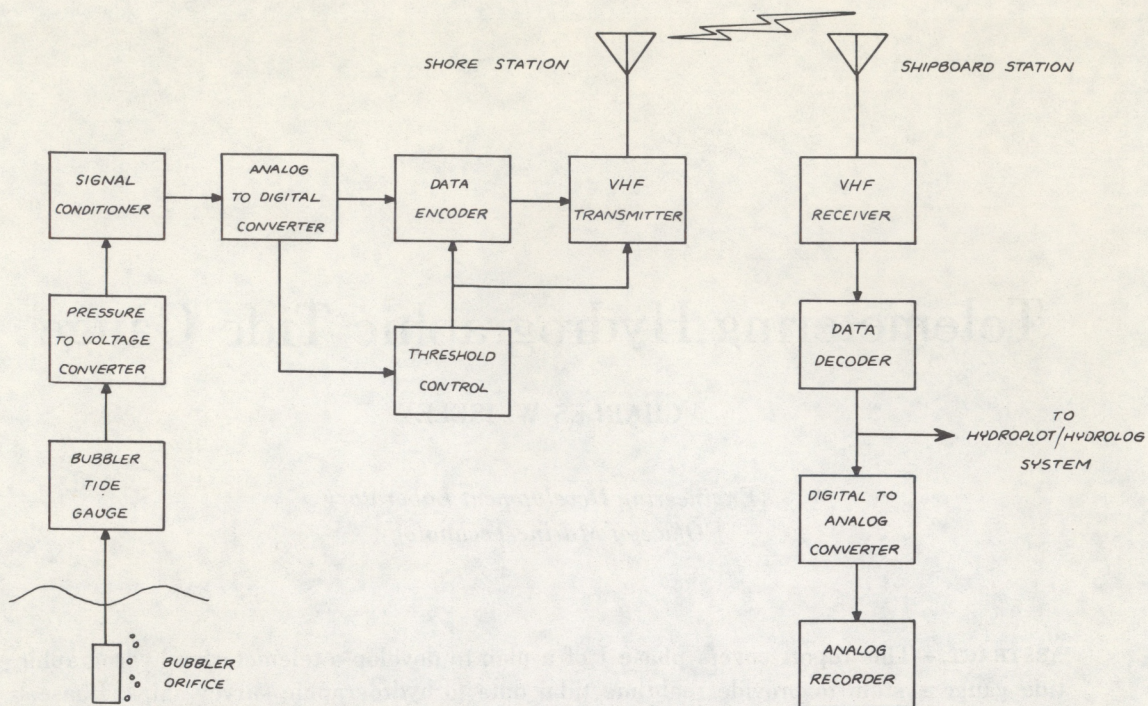 SHORE STATION
SHIPBOARD STATION
SIGNAL
CONDITIONER
ANALOG
TO DIGITAL
CONVERTER
DATA
ENCODER
VHF
TRANSMITTER
VHF
RECEIVER
PRESSURE
TO VOLTAGE
CONVERTER
THRESHOLD
CONTROL
DATA
DECODER
TO
HYDROPLOT/HYDROLOG
SYSTEM
BUBBLER
TIDE
GAUGE
DIGITAL TO
ANALOG
CONVERTER
BUBBLER
ORIFICE
ANALOG
RECORDER